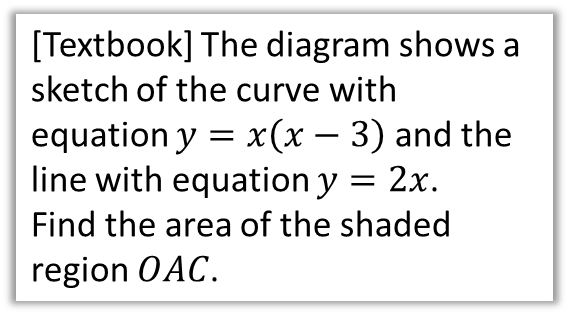 [Textbook] The diagram shows a
sketch of the curve with
equation y = x(x − 3) and the
line with equation y = 2x.
Find the area of the shaded
region OAC.